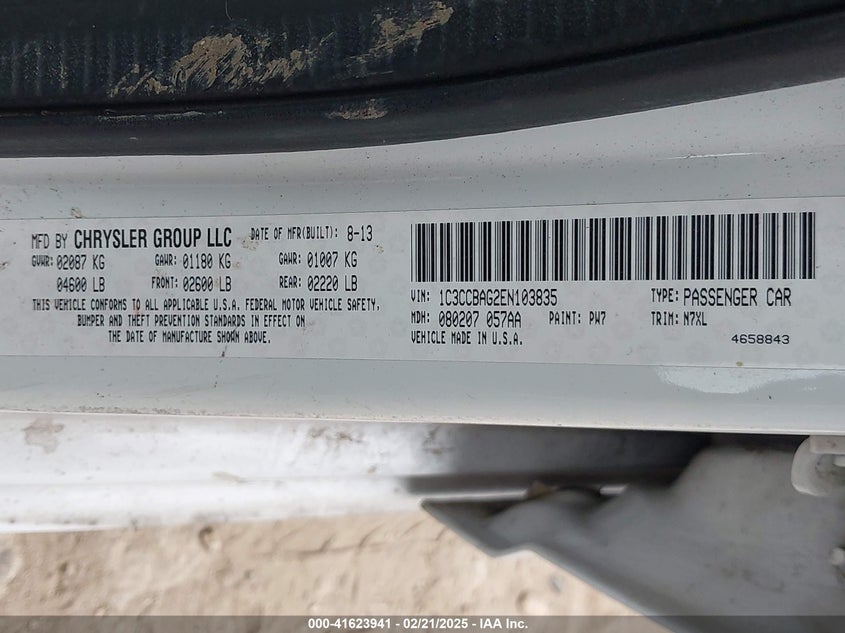 MFD BY CHRYSLER GROUP LLC DATE OF MFR(BUILT): 8-13
GVWR: 02087 KG GAWR: 01180 KG GAWR: 01007 KG
04600 LB FRONT: 02600 LB REAR: 02220 LB
THIS VEHICLE CONFORMS TO ALL APPLICABLE U.S.A. FEDERAL MOTOR VEHICLE SAFETY,
BUMPER AND THEFT PREVENTION STANDARDS IN EFFECT ON
THE DATE OF MANUFACTURE SHOWN ABOVE.
VIN: 1C3CCBAG2EN103835 TYPE: PASSENGER CAR
MDH: 080207 057AA PAINT: PW7 TRIM: N7XL
VEHICLE MADE IN U.S.A. 4658843
000-41623941 - 02/21/2025 - IAA Inc.